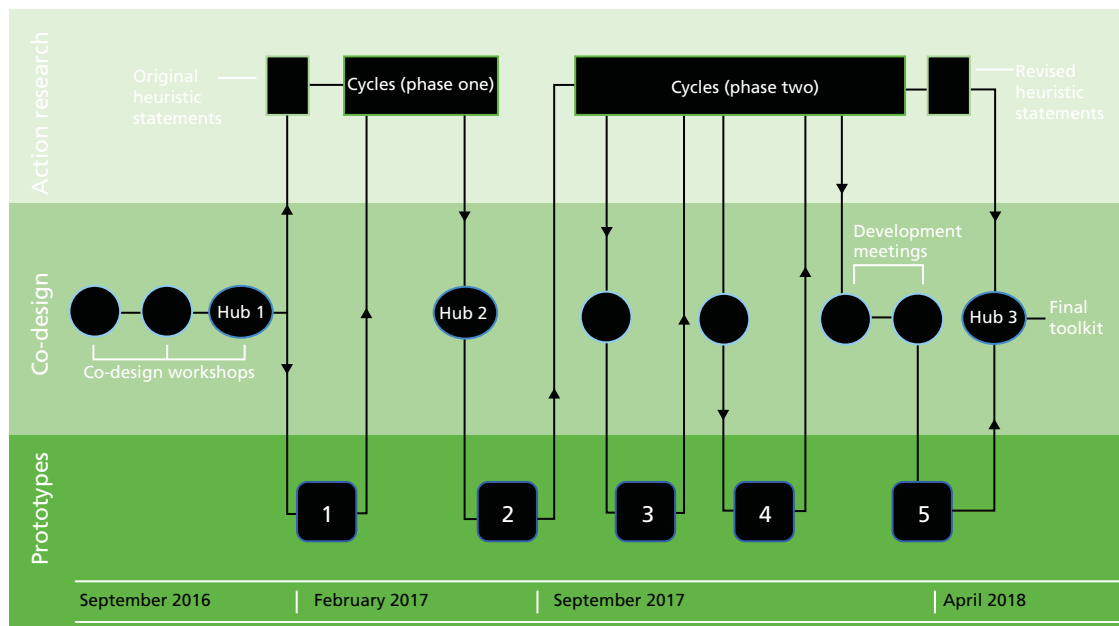 Action research
Original
heuristic
statements
Cycles (phase one)
Cycles (phase two)
Revised
heuristic
statements
Co-design
Hub 1
Co-design workshops
Hub 2
Development
meetings
Hub 3
Final
toolkit
Prototypes
1
2
3
4
5
September 2016
February 2017
September 2017
April 2018